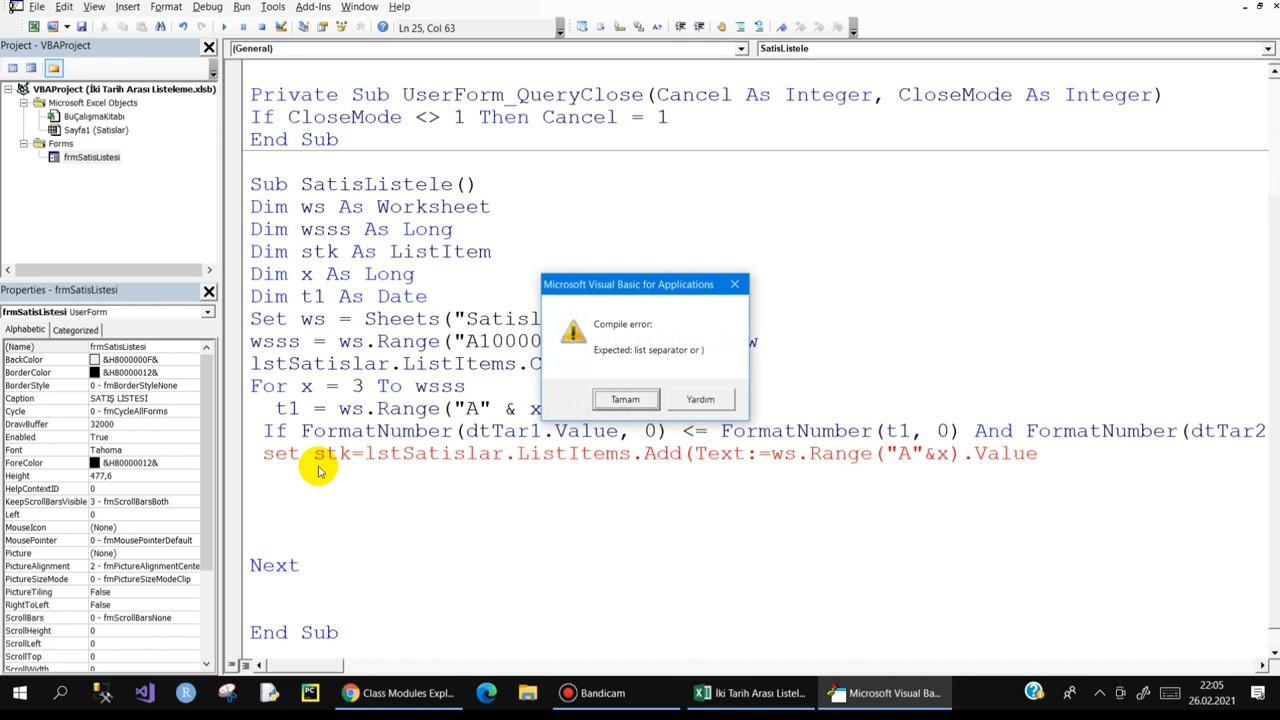 File Edit View Insert Format Debug Run Tools Add-Ins Window Help
Ln 25, Col 63
Project - VBAProject
VBAProject (İki Tarih Arası Listeleme.xlsb)
Microsoft Excel Objects
BuÇalışmaKitabı
Sayfa1 (Satislar)
Forms
frmSatisListesi
Properties - frmSatisListesi
frmSatisListesi UserForm
Alphabetic Categorized
(Name) frmSatisListesi
BackColor &H8000000F&
BorderColor &H80000012&
BorderStyle 0 - fmBorderStyleNone
Caption SATIŞ LİSTESİ
Cycle 0 - fmCycleAllForms
DrawBuffer 32000
Enabled True
Font Tahoma
ForeColor &H80000012&
Height 477,6
HelpContextID 0
KeepScrollBarsVisible 3 - fmScrollBarsBoth
Left 0
MouseIcon (None)
MousePointer 0 - fmMousePointerDefault
Picture (None)
PictureAlignment 2 - fmPictureAlignmentCente
PictureSizeMode 0 - fmPictureSizeModeClip
PictureTiling False
RightToLeft False
ScrollBars 0 - fmScrollBarsNone
ScrollHeight 0
ScrollLeft 0
ScrollTop 0
(General) SatisListele
Private Sub UserForm_QueryClose(Cancel As Integer, CloseMode As Integer)
If CloseMode <> 1 Then Cancel = 1
End Sub
Sub SatisListele()
Dim ws As Worksheet
Dim wsss As Long
Dim stk As ListItem
Dim x As Long
Dim t1 As Date
Set ws = Sheets("Satisla
wsss = ws.Range("A10000
lstSatislar.ListItems.C
For x = 3 To wsss
t1 = ws.Range("A" & x
If FormatNumber(dtTar1.Value, 0) <= FormatNumber(t1, 0) And FormatNumber(dtTar2
set stk=lstSatislar.ListItems.Add(Text:=ws.Range("A"&x).Value
Next
End Sub
Microsoft Visual Basic for Applications
Compile error:
Expected: list separator or )
Tamam Yardım
Class Modules Expl...
Bandicam
İki Tarih Arası Listel...
Microsoft Visual Ba...
22:05
26.02.2021